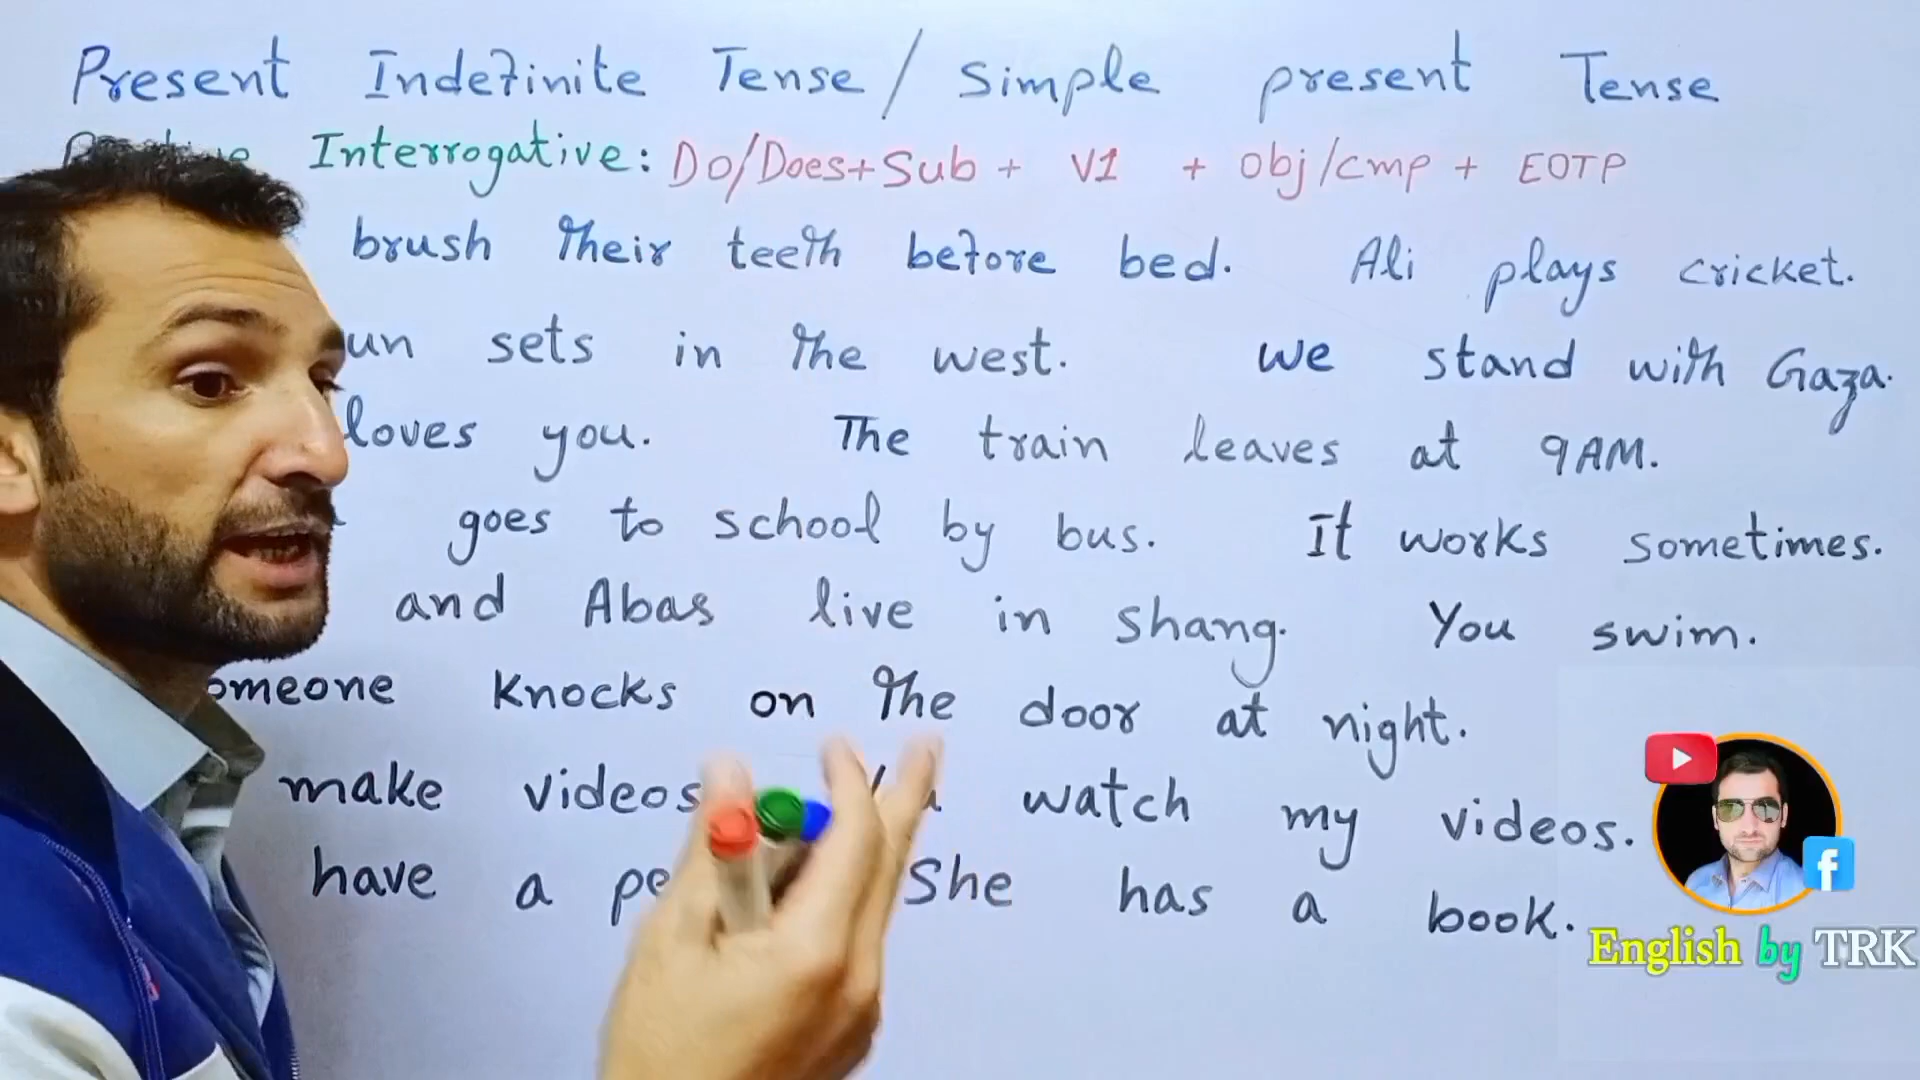 Present Indefinite Tense / Simple present Tense
Interrogative: Do/Does+Sub + V1 + Obj/cmp + EOTP
brush their teeth before bed. Ali plays cricket.
un sets in the west. We stand with Gaza.
loves you. The train leaves at 9AM.
goes to school by bus. It works sometimes.
and Abas live in Shang. You swim.
omeone knocks on the door at night.
make videos watch my videos.
have a pe She has a book.
English by TRK